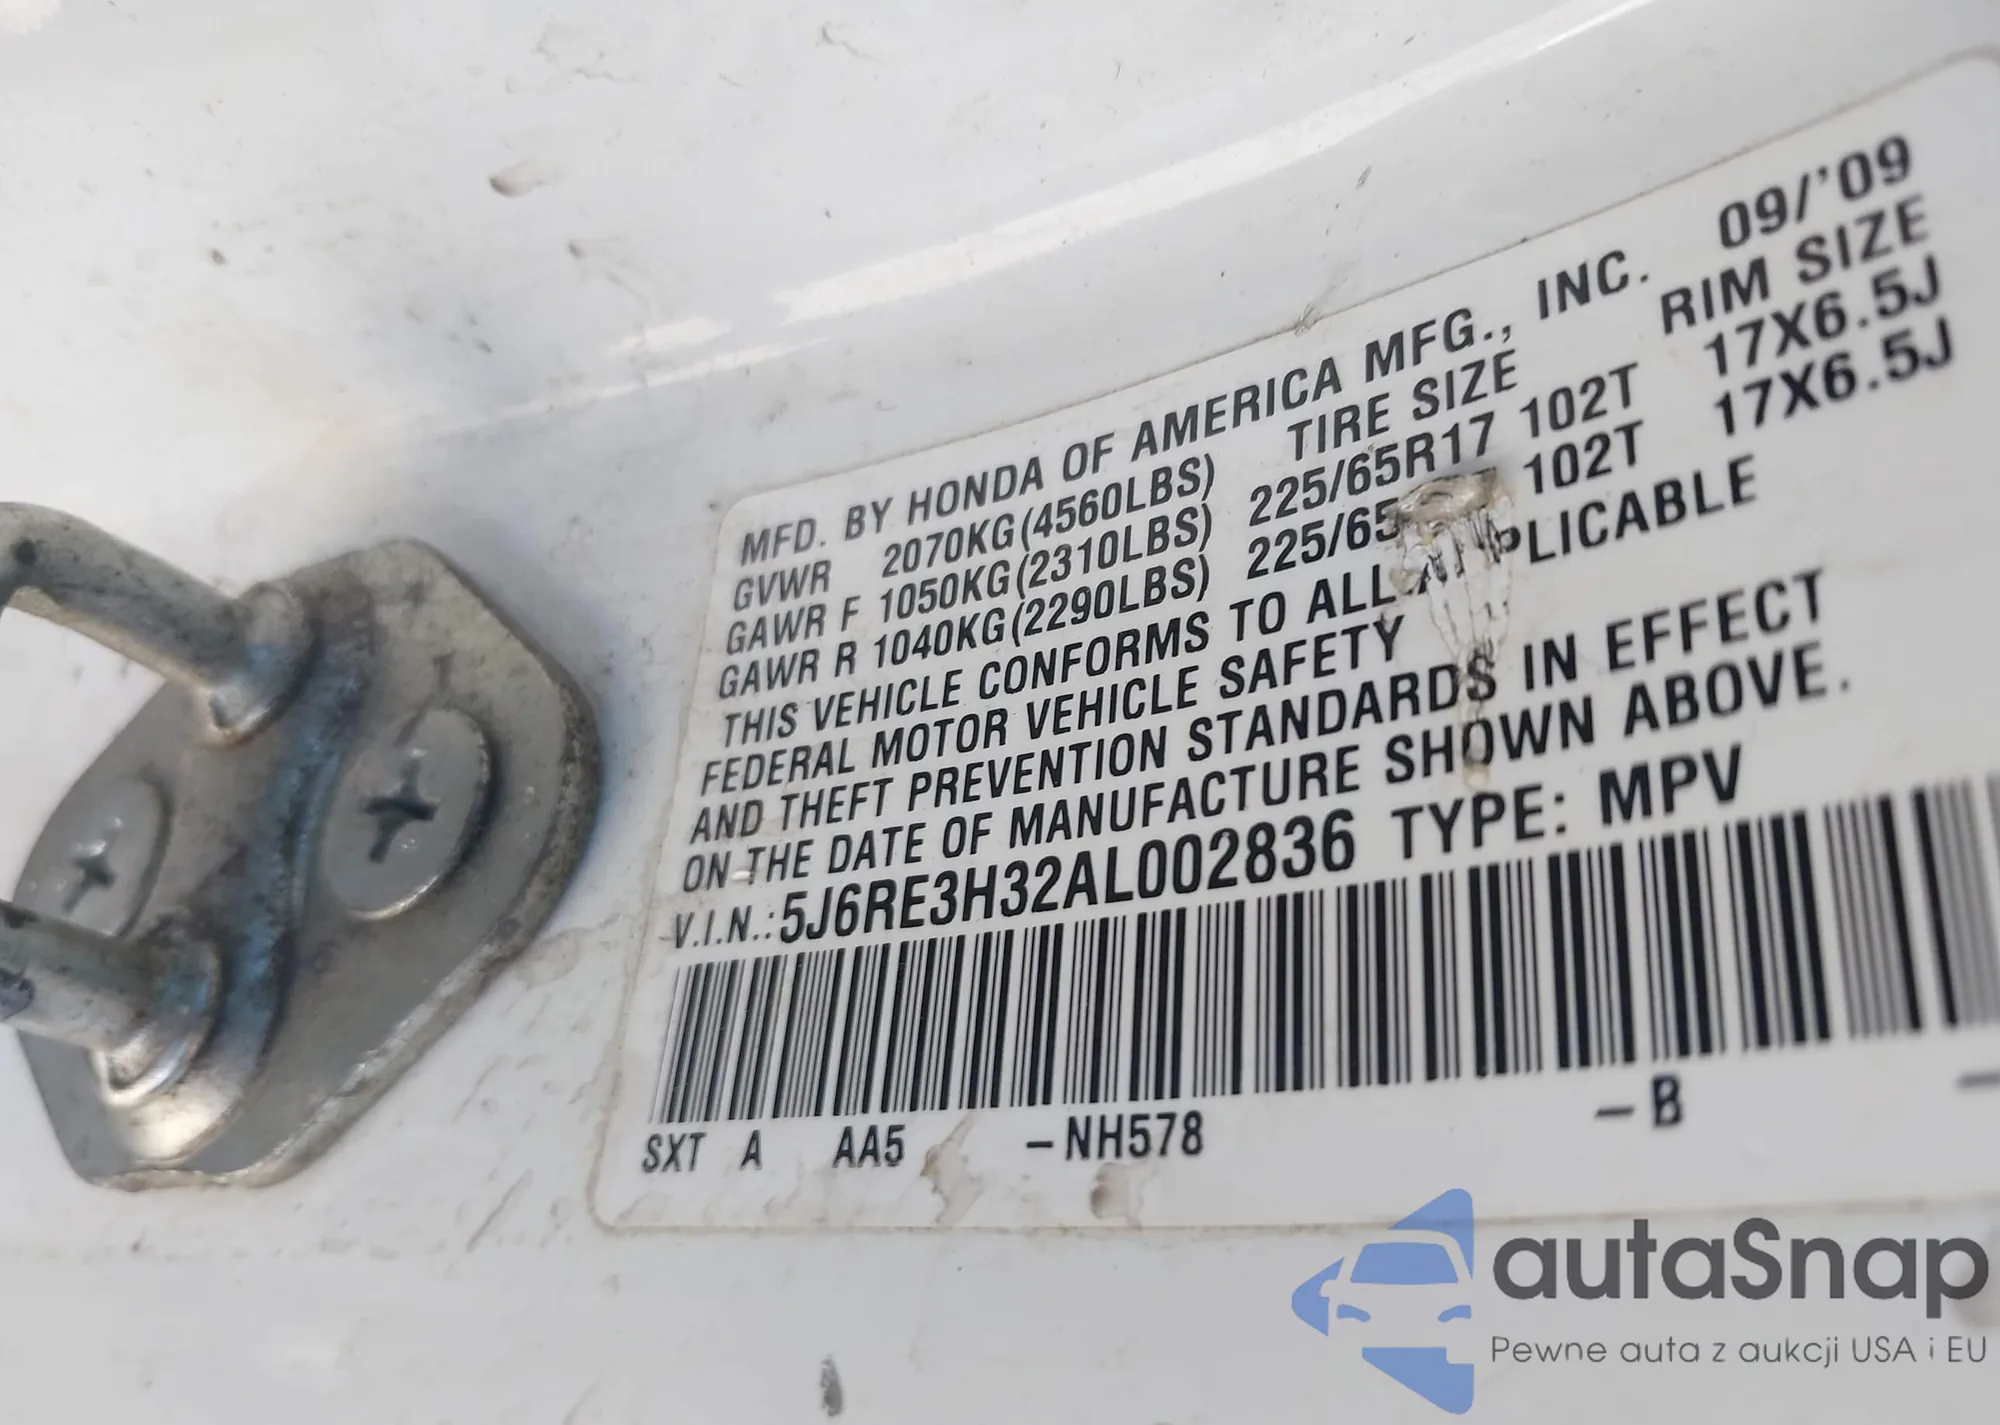 MFD. BY HONDA OF AMERICA MFG., INC. 09/'09
GVWR 2070KG(4560LBS) TIRE SIZE RIM SIZE
GAWR F 1050KG(2310LBS) 225/65R17 102T 17X6.5J
GAWR R 1040KG(2290LBS) 225/65 102T 17X6.5J
THIS VEHICLE CONFORMS TO ALL APPLICABLE
FEDERAL MOTOR VEHICLE SAFETY
AND THEFT PREVENTION STANDARDS IN EFFECT
ON THE DATE OF MANUFACTURE SHOWN ABOVE.
V.I.N.: 5J6RE3H32AL002836 TYPE: MPV
SXT A AA5 –NH578 –B –
autaSnap
Pewne auta z aukcji USA i EU